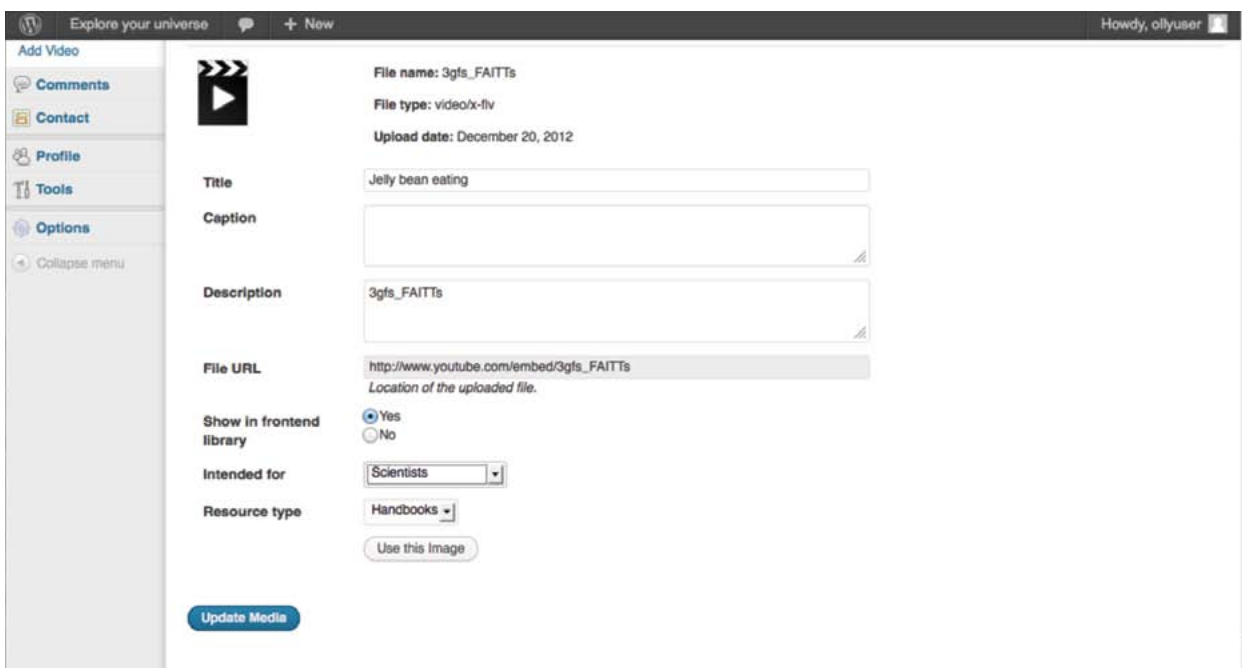 Explore your universe + New Howdy, ollyuser
Add Video
Comments
Contact
Profile
Tools
Options
Collapse menu
File name: 3gfs_FAITTs
File type: video/x-flv
Upload date: December 20, 2012
Title Jelly bean eating
Caption
Description 3gfs_FAITTs
File URL http://www.youtube.com/embed/3gfs_FAITTs
Location of the uploaded file.
Show in frontend library
Yes
No
Intended for Scientists
Resource type Handbooks
Use this Image
Update Media